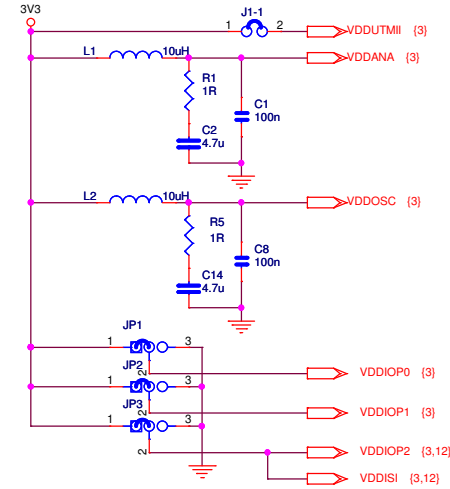 3V3
J1-1
1 2
VDDUTMII {3}
L1 10uH
VDDANA {3}
R1
1R
C1
100n
C2
4.7u
L2 10uH
VDDOSC {3}
R5
1R
C8
100n
C14
4.7u
JP1
1 3
2
VDDIOP0 {3}
JP2
1 3
2
VDDIOP1 {3}
JP3
1 3
2
VDDIOP2 {3,12}
VDDISI {3,12}